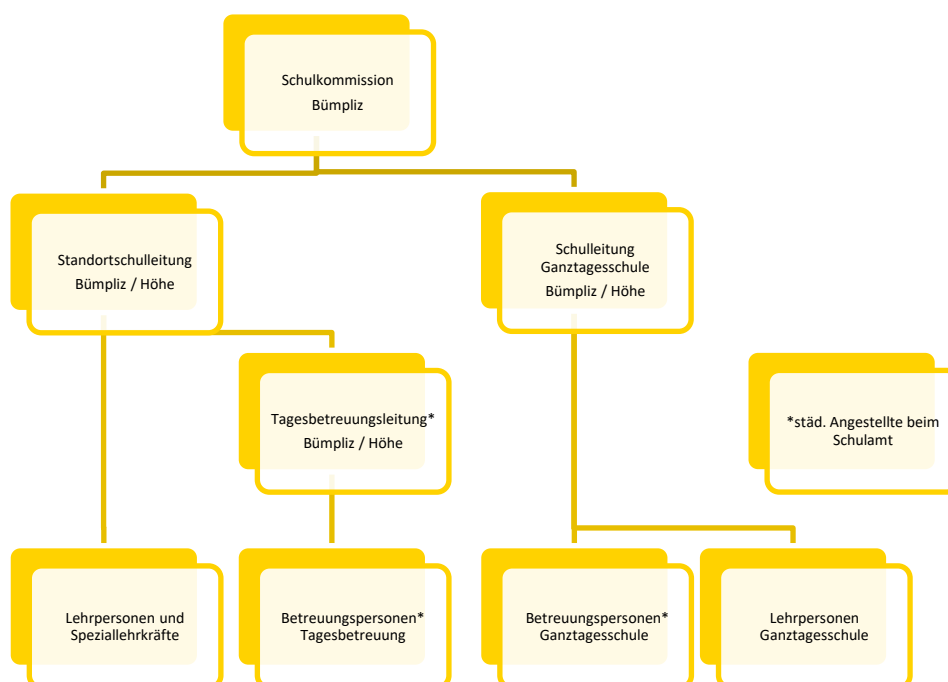 Schulkommission
Bümpliz
Standortschulleitung
Bümpliz / Höhe
Schulleitung
Ganztagesschule
Bümpliz / Höhe
Tagesbetreuungsleitung*
Bümpliz / Höhe
*städ. Angestellte beim
Schulamt
Lehrpersonen und
Speziallehrkräfte
Betreuungspersonen*
Tagesbetreuung
Betreuungspersonen*
Ganztagesschule
Lehrpersonen
Ganztagesschule